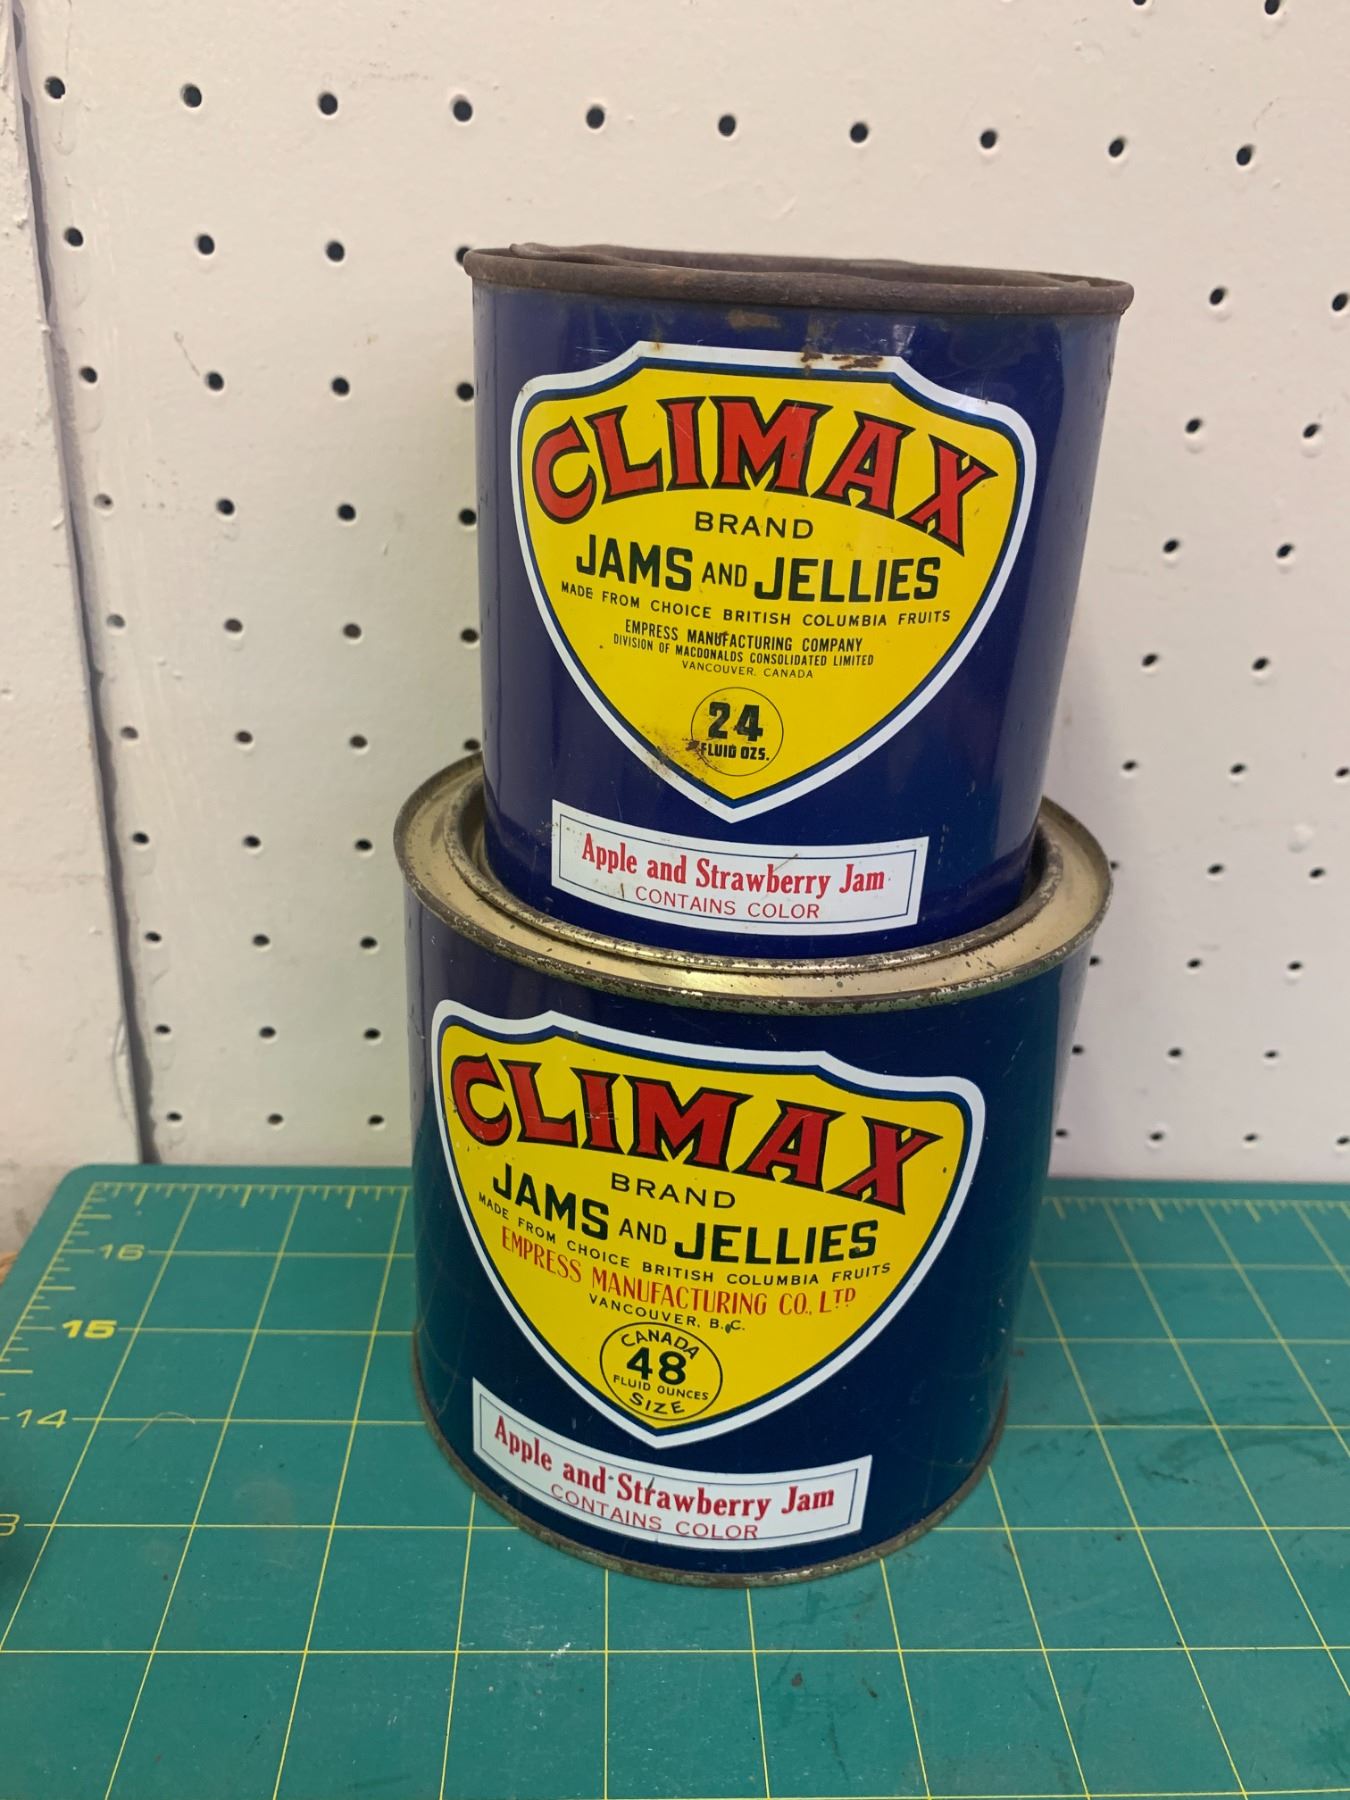 CLIMAX
BRAND
JAMS AND JELLIES
MADE FROM CHOICE BRITISH COLUMBIA FRUITS
EMPRESS MANUFACTURING COMPANY
DIVISION OF MACDONALDS CONSOLIDATED LIMITED
VANCOUVER, CANADA
24
FLUID OZS.
Apple and Strawberry Jam
CONTAINS COLOR
CLIMAX
BRAND
JAMS AND JELLIES
MADE FROM CHOICE BRITISH COLUMBIA FRUITS
EMPRESS MANUFACTURING CO., LTD
VANCOUVER, B.C.
CANADA
48
FLUID OUNCES
SIZE
Apple and Strawberry Jam
CONTAINS COLOR
16
15
14